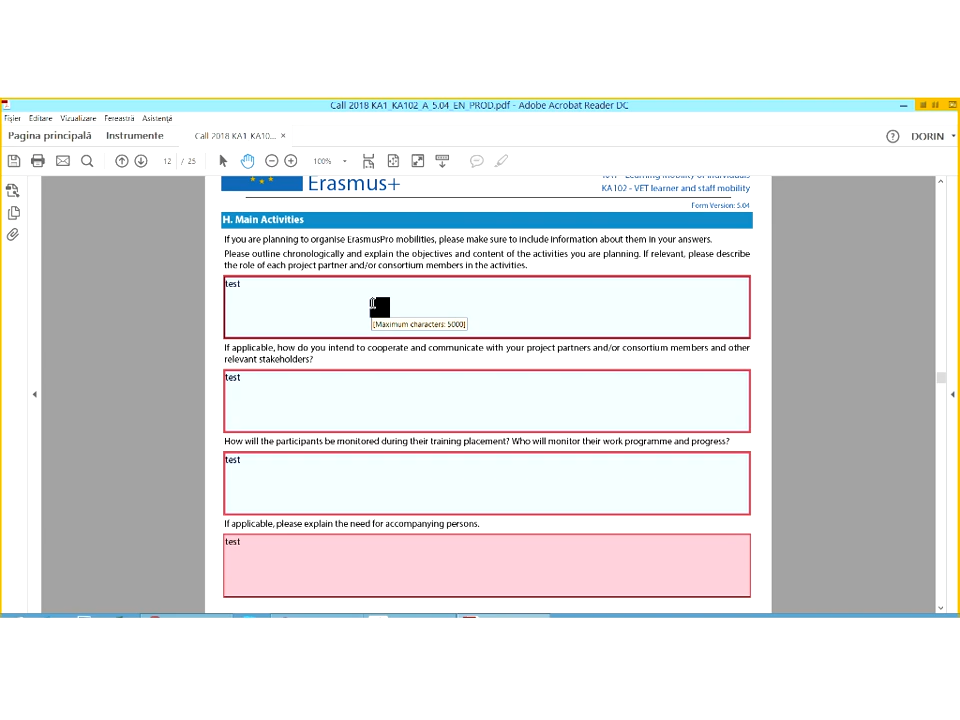 Call 2018 KA1_KA102_A_5.04_EN_PROD.pdf - Adobe Acrobat Reader DC
Fișier Editare Vizualizare Fereastră Asistență
Pagina principală Instrumente Call 2018 KA1 KA10... ×
DORIN
12 / 25 100%
Erasmus+
Learning Mobility of Individuals
KA102 - VET learner and staff mobility
Form Version: 5.04
H. Main Activities
If you are planning to organise ErasmusPro mobilities, please make sure to include information about them in your answers.
Please outline chronologically and explain the objectives and content of the activities you are planning. If relevant, please describe
the role of each project partner and/or consortium members in the activities.
test
[Maximum characters: 5000]
If applicable, how do you intend to cooperate and communicate with your project partners and/or consortium members and other
relevant stakeholders?
test
How will the participants be monitored during their training placement? Who will monitor their work programme and progress?
test
If applicable, please explain the need for accompanying persons.
test